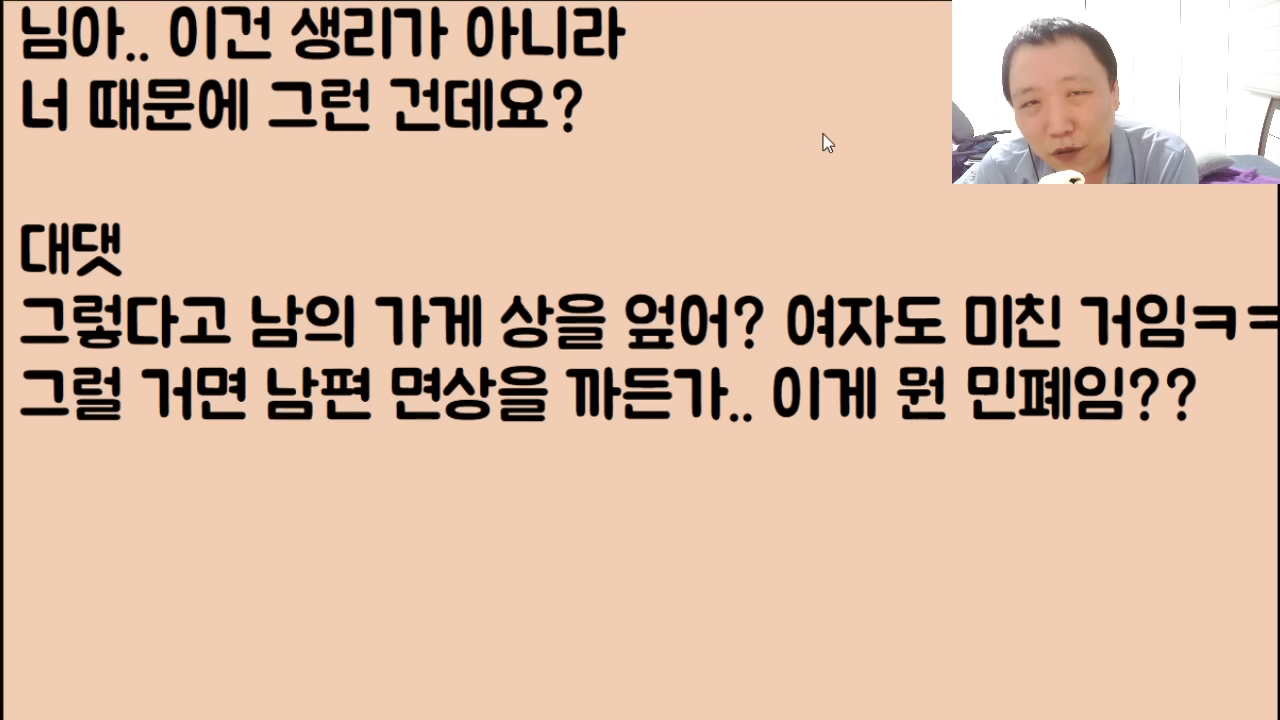 님아.. 이건 생리가 아니라
너 때문에 그런 건데요?
대댓
그렇다고 남의 가게 상을 엎어? 여자도 미친 거임ㅋㅋ
그럴 거면 남편 면상을 까든가.. 이게 뭔 민폐임??